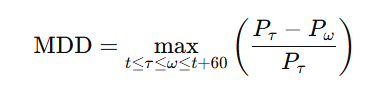 MDD = max_{t≤τ≤ω≤t+60} ( (P_τ − P_ω) / P_τ )